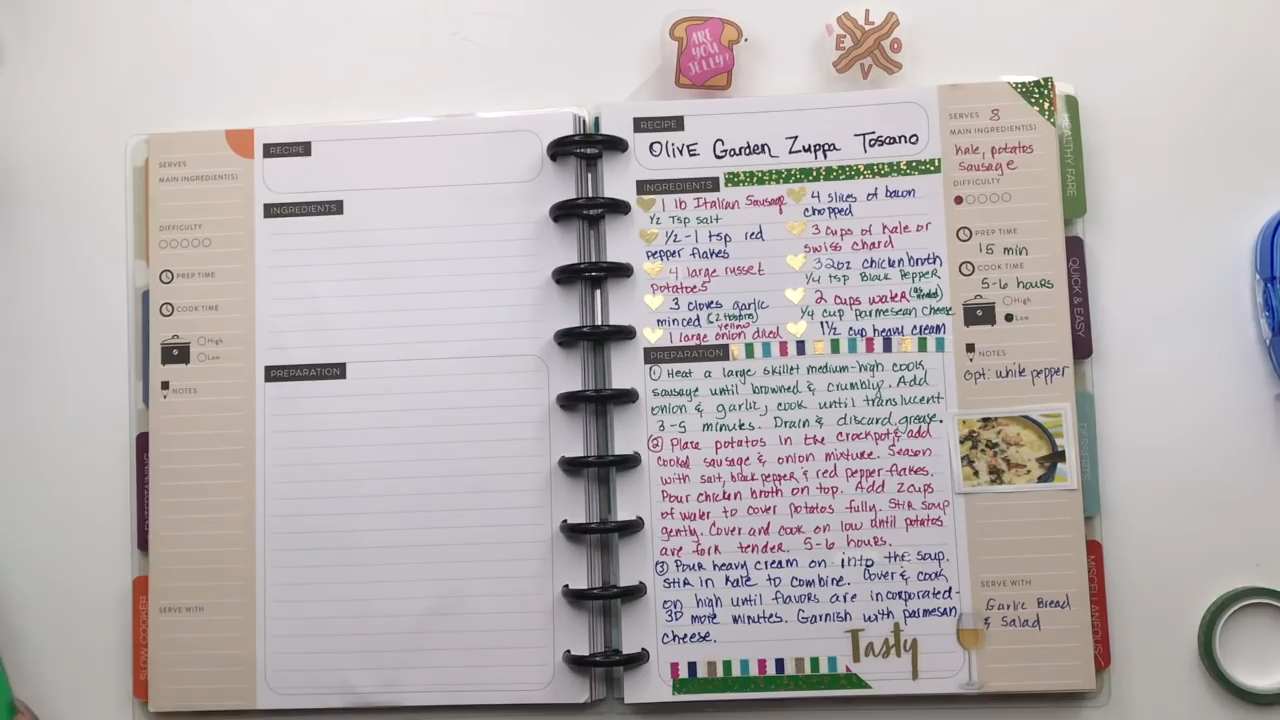 ARE
YOU
JELLY?
L
E O
V
SERVES
MAIN INGREDIENT(S)
DIFFICULTY
PREP TIME
COOK TIME
High
Low
NOTES
SERVE WITH
ENTERTAINING
SLOW COOKER
RECIPE
INGREDIENTS
PREPARATION
RECIPE
OlivE Garden Zuppa Toscano
INGREDIENTS
1 lb Italian Sausage
1/2 Tsp salt
1/2-1 tsp red
pepper flakes
4 large russet
potatoes
3 cloves garlic
minced (2 tbspns)
yellow
1 large onion diced
4 slices of bacon
chopped
3 cups of Kale or
swiss chard
32oz chicken broth
1/4 tsp Black Pepper
2 cups water (as needed)
1/4 cup parmesean cheese
1 1/2 cup heavy cream
PREPARATION
① Heat a large skillet medium-high cook
sausage until browned & crumbly. Add
onion & garlic, cook until translucent
3-5 minutes. Drain & discard grease.
② Place potatos in the crockpot & add
cooked sausage & onion mixture. Season
with salt, black pepper & red pepper flakes.
Pour chicken broth on top. Add 2cups
of water to cover potatos fully. Stir soup
gently. Cover and cook on low until potatos
are fork tender. 5-6 hours.
③ Pour heavy cream on into the soup.
Stir in Kale to combine. Cover & cook
on high until flavors are incorporated-
30 more minutes. Garnish with parmesan
cheese.
Tasty
SERVES 8
MAIN INGREDIENT(S)
Kale, potatos
sausage
DIFFICULTY
PREP TIME
15 min
COOK TIME
5-6 hours
High
Low
NOTES
Opt: white pepper
SERVE WITH
Garlic Bread
& Salad
HEALTHY FARE
QUICK & EASY
DESSERTS
MISCELLANEOUS